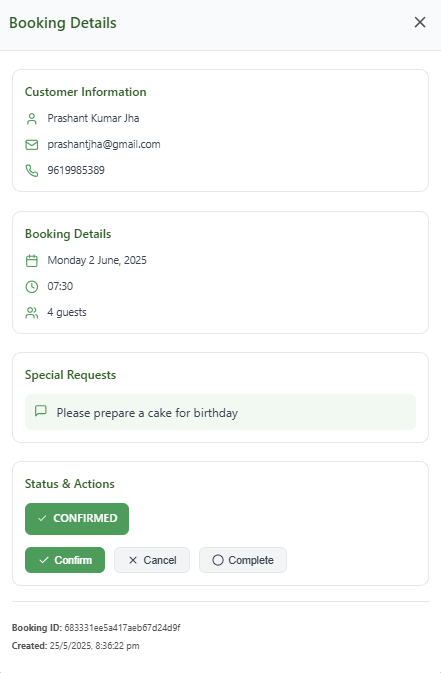 Booking Details
Customer Information
Prashant Kumar Jha
prashantjha@gmail.com
9619985389
Booking Details
Monday 2 June, 2025
07:30
4 guests
Special Requests
Please prepare a cake for birthday
Status & Actions
CONFIRMED
Confirm Cancel Complete
Booking ID: 683331ee5a417aeb67d24d9f
Created: 25/5/2025, 8:36:22 pm